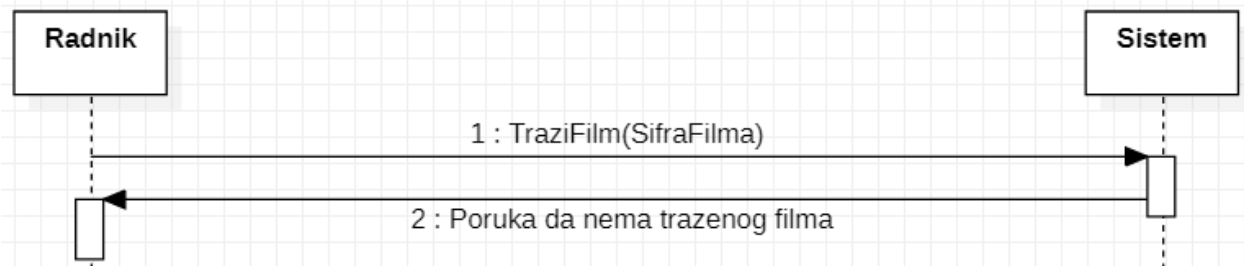 Radnik
Sistem
1 : TraziFilm(SifraFilma)
2 : Poruka da nema trazenog filma